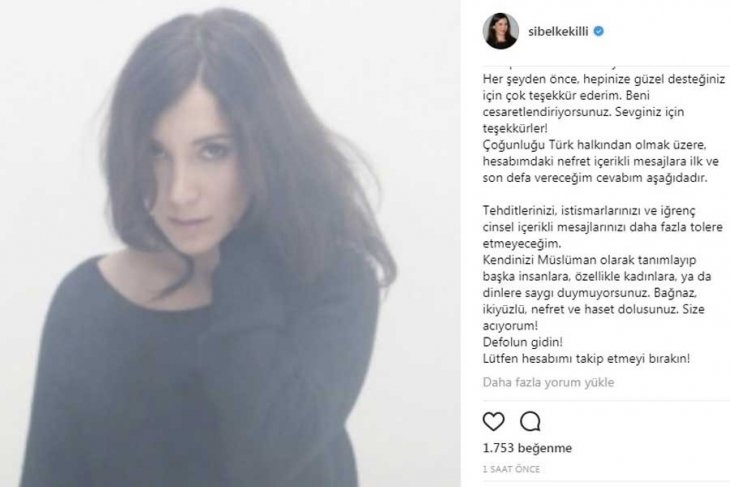 sibelkekilli
Her şeyden önce, hepinize güzel desteğiniz
için çok teşekkür ederim. Beni
cesaretlendiriyorsunuz. Sevginiz için
teşekkürler!
Çoğunluğu Türk halkından olmak üzere,
hesabımdaki nefret içerikli mesajlara ilk ve
son defa vereceğim cevabım aşağıdadır.
Tehditlerinizi, istismarlarınızı ve iğrenç
cinsel içerikli mesajlarınızı daha fazla tolere
etmeyeceğim.
Kendinizi Müslüman olarak tanımlayıp
başka insanlara, özellikle kadınlara, ya da
dinlere saygı duymuyorsunuz. Bağnaz,
ikiyüzlü, nefret ve haset dolusunuz. Size
acıyorum!
Defolun gidin!
Lütfen hesabımı takip etmeyi bırakın!
Daha fazla yorum yükle
1.753 beğenme
1 SAAT ÖNCE